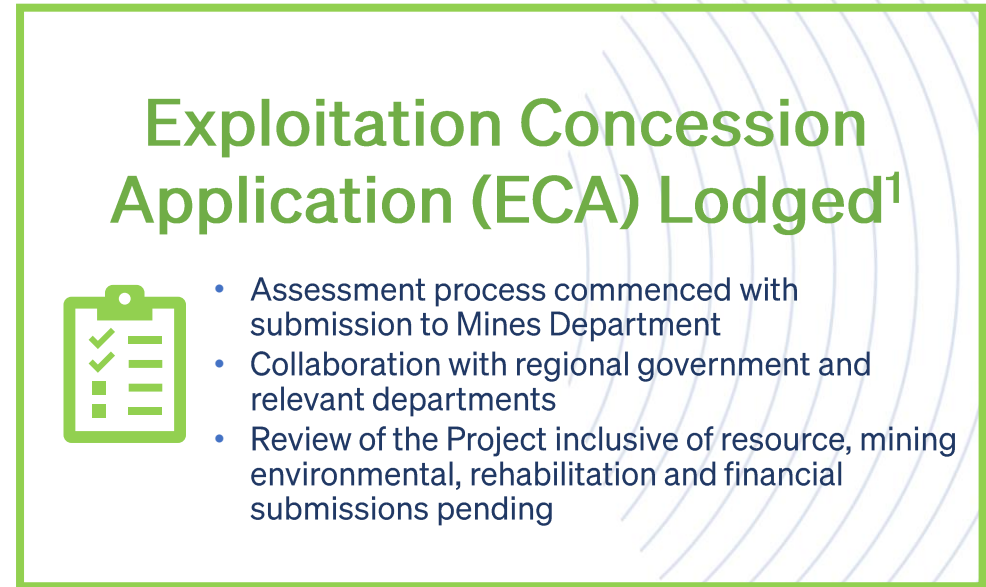 Exploitation Concession
Application (ECA) Lodged¹
• Assessment process commenced with
submission to Mines Department
• Collaboration with regional government and
relevant departments
• Review of the Project inclusive of resource, mining
environmental, rehabilitation and financial
submissions pending